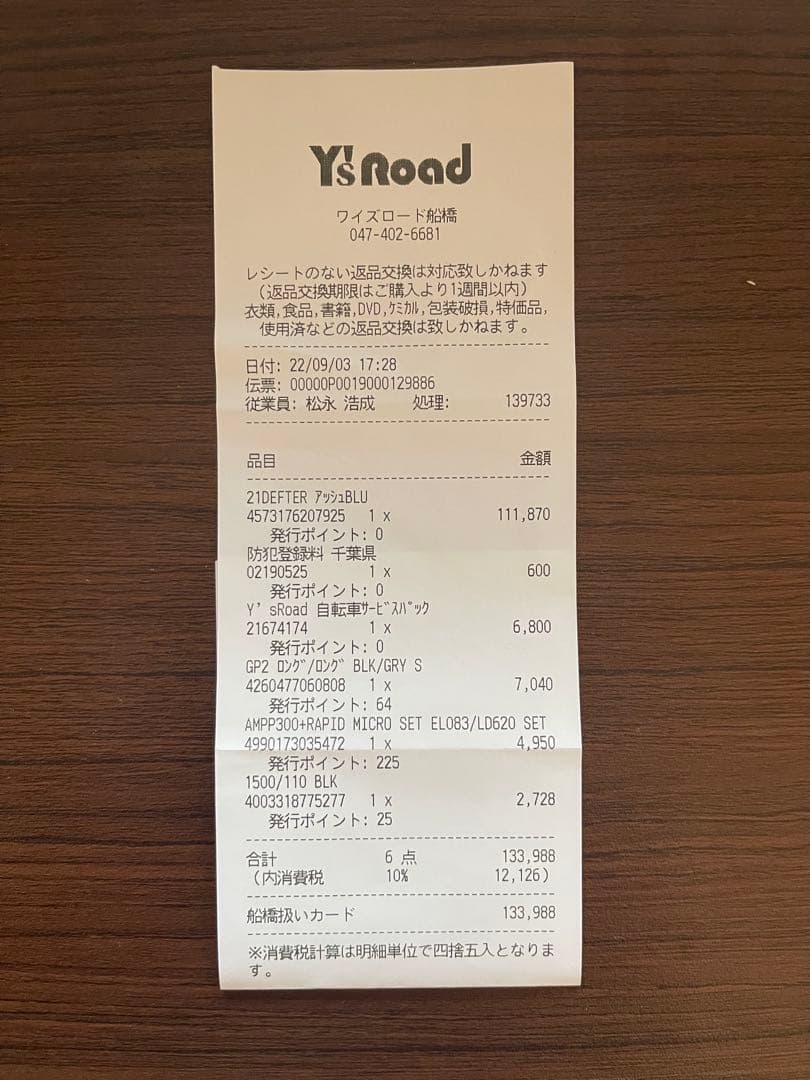 Y'sRoad
ワイズロード船橋
047-402-6681
レシートのない返品交換は対応致しかねます
(返品交換期限はご購入より1週間以内)
衣類,食品,書籍,DVD,ｹﾐｶﾙ,包装破損,特価品,
使用済などの返品交換は致しかねます。
日付: 22/09/03 17:28
伝票: 00000P0019000129886
従業員: 松永 浩成 処理: 139733
品目 金額
21DEFTER ｱｯｼｭBLU
4573176207925 1 x 111,870
発行ポイント: 0
防犯登録料 千葉県
02190525 1 x 600
発行ポイント: 0
Y'sRoad 自転車ｻｰﾋﾞｽﾊﾟｯｸ
21674174 1 x 6,800
発行ポイント: 0
GP2 ﾛﾝｸﾞ/ﾛﾝｸﾞ BLK/GRY S
4260477060808 1 x 7,040
発行ポイント: 64
AMPP300+RAPID MICRO SET EL083/LD620 SET
4990173035472 1 x 4,950
発行ポイント: 225
1500/110 BLK
4003318775277 1 x 2,728
発行ポイント: 25
合計 6 点 133,988
(内消費税 10% 12,126)
船橋扱いカード 133,988
※消費税計算は明細単位で四捨五入となりま
す。